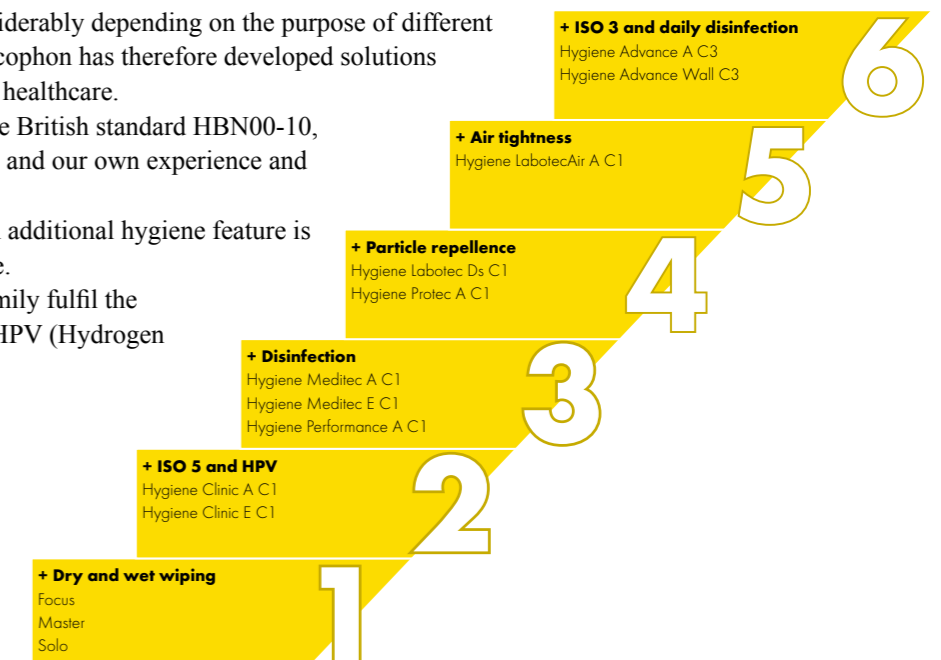 siderably depending on the purpose of different
cophon has therefore developed solutions
healthcare.
e British standard HBN00-10,
and our own experience and
additional hygiene feature is
e.
mily fulfil the
HPV (Hydrogen
+ ISO 3 and daily disinfection
Hygiene Advance A C3
Hygiene Advance Wall C3
6
+ Air tightness
Hygiene LabotecAir A C1
5
+ Particle repellence
Hygiene Labotec Ds C1
Hygiene Protec A C1
4
+ Disinfection
Hygiene Meditec A C1
Hygiene Meditec E C1
Hygiene Performance A C1
3
+ ISO 5 and HPV
Hygiene Clinic A C1
Hygiene Clinic E C1
2
+ Dry and wet wiping
Focus
Master
Solo
1